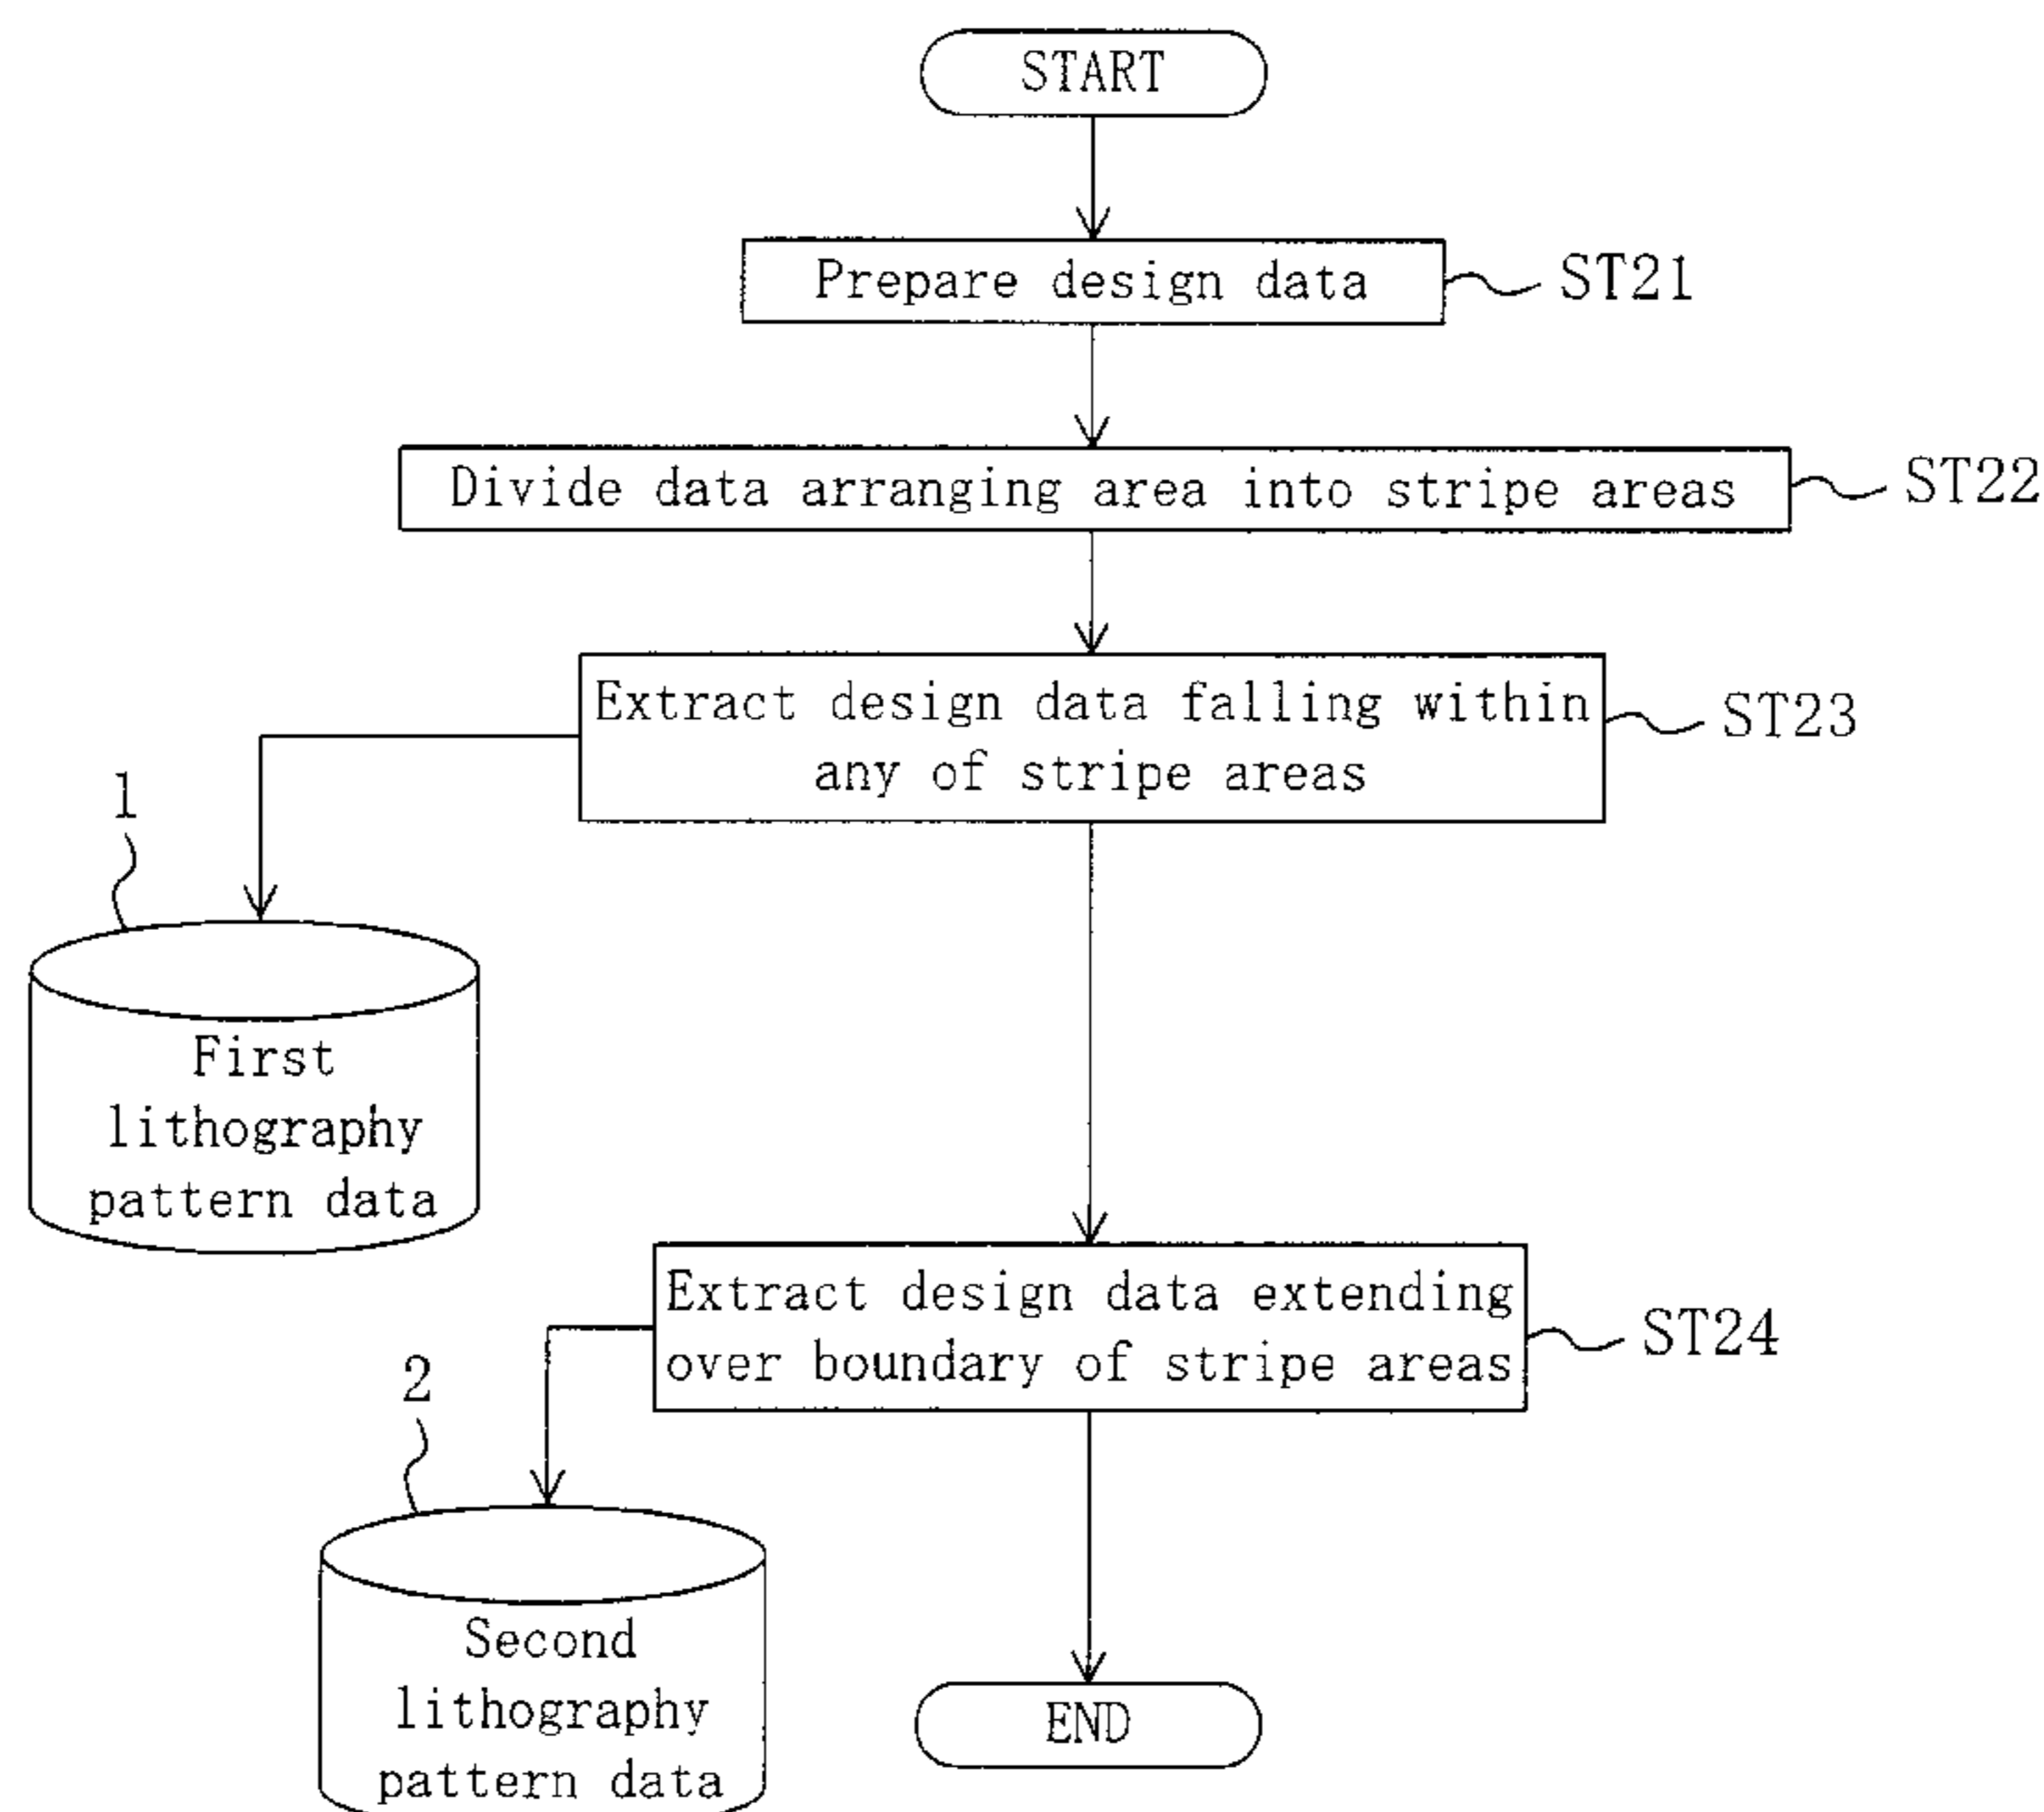 START
Prepare design data
ST21
Divide data arranging area into stripe areas
ST22
Extract design data falling within
any of stripe areas
ST23
1
First
lithography
pattern data
Extract design data extending
over boundary of stripe areas
ST24
2
Second
lithography
pattern data
END